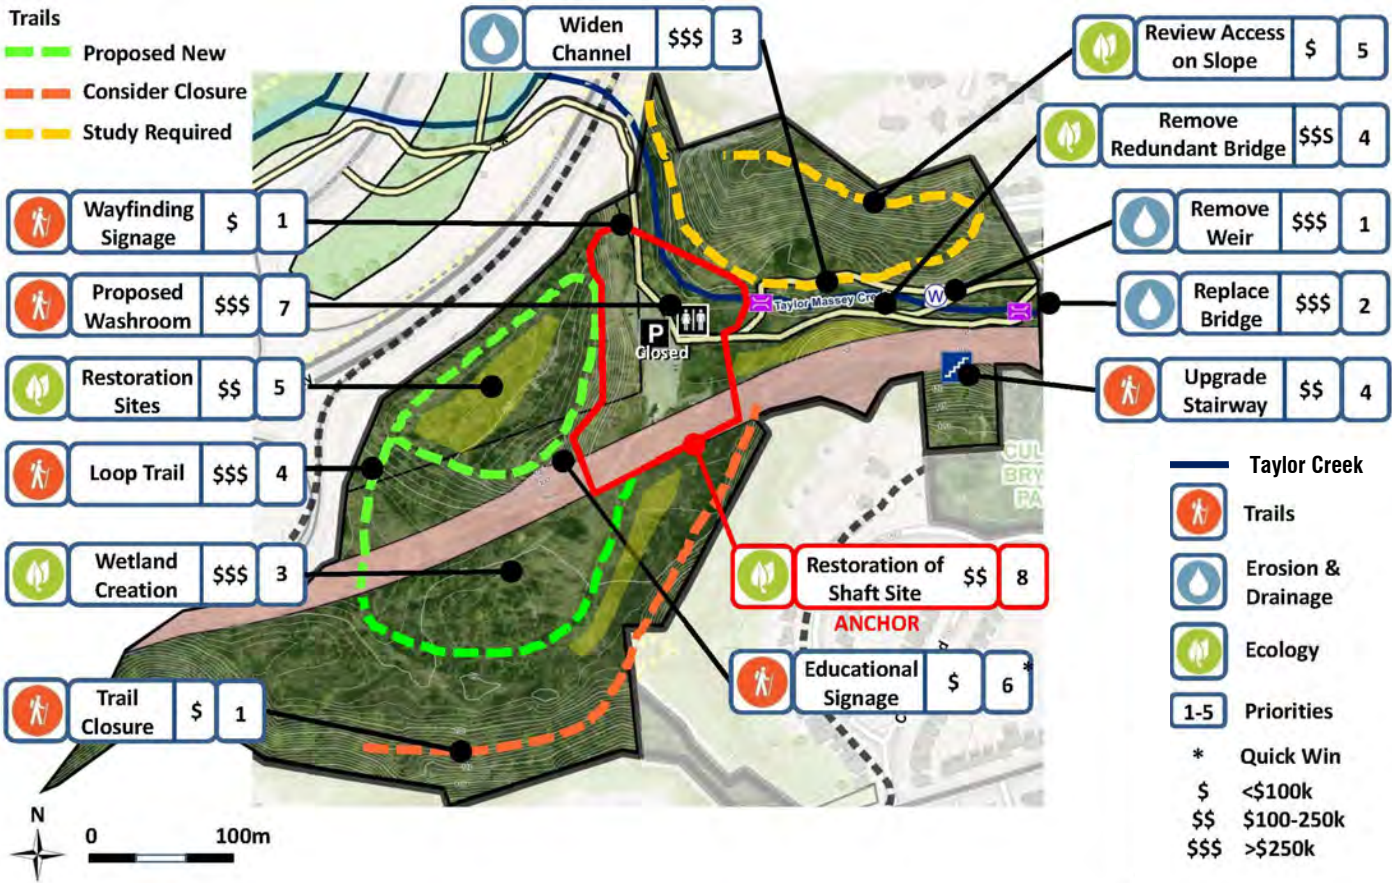 Trails
Proposed New
Consider Closure
Study Required
Widen
Channel
$$$
3
Review Access
on Slope
$
5
Remove
Redundant Bridge
$$S
4
Wayfinding
Signage
$
1
Remove
Weir
$$$
1
Proposed
Washroom
$$$
7
Replace
Bridge
$$$
2
Restoration
Sites
$$
5
Upgrade
Stairway
$$
4
Loop Trail
$$$
4
Wetland
Creation
$$$
3
Trail
Closure
$
1
Taylor Massey Cre
W
P
Closed
CUL
BRY
PA
Restoration of
Shaft Site
$$
8
ANCHOR
Educational
Signage
$
6*
Taylor Creek
Trails
Erosion &
Drainage
Ecology
1-5 Priorities
* Quick Win
$ <$100k
$$ $100-250k
$$$ >$250k
N
0 100m